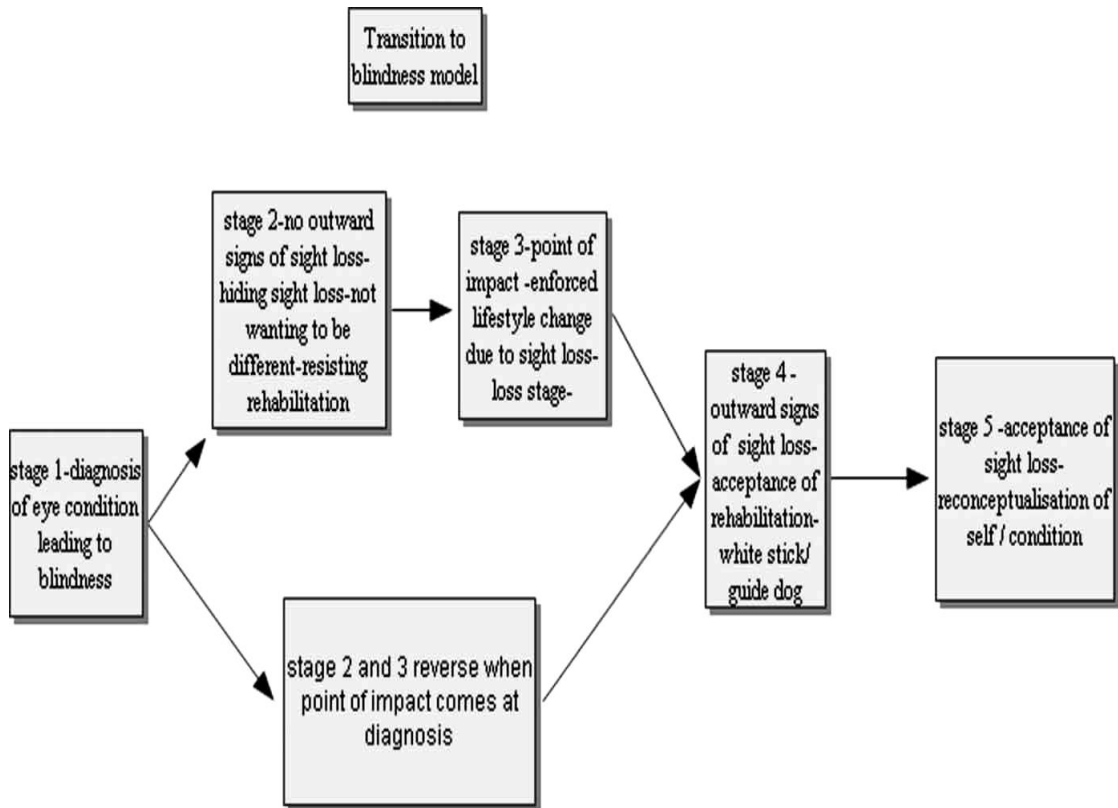 Transition to
blindness model
stage 2-no outward
signs of sight loss-
hiding sight loss-not
wanting to be
different-resisting
rehabilitation
stage 3-point of
impact -enforced
lifestyle change
due to sight loss-
loss stage-
stage 1-diagnosis
of eye condition
leading to
blindness
stage 2 and 3 reverse when
point of impact comes at
diagnosis
stage 4 -
outward signs
of sight loss-
acceptance of
rehabilitation-
white stick/
guide dog
stage 5 -acceptance of
sight loss-
reconceptualisation of
self / condition